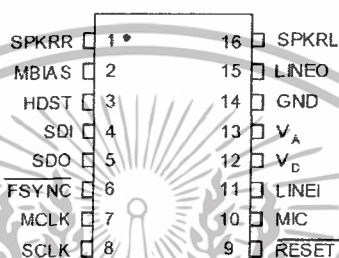 SPKRR 1 16 SPKRL
MBIAS 2 15 LINEO
HDST 3 14 GND
SDI 4 13 VA
SDO 5 12 VD
FSYNC 6 11 LINEI
MCLK 7 10 MIC
SCLK 8 9 RESET